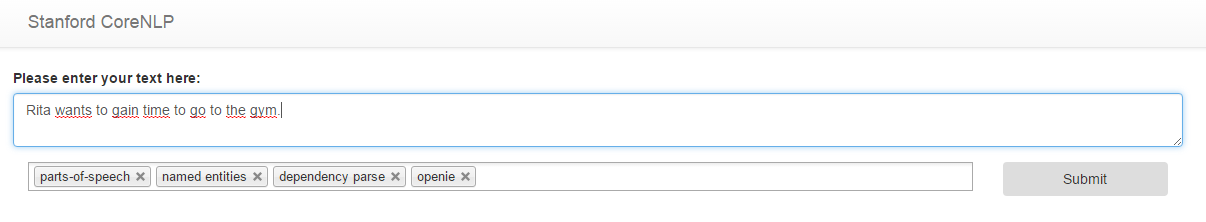 Stanford CoreNLP
Please enter your text here:
Rita wants to gain time to go to the gym.
parts-of-speech × named entities × dependency parse × openie × Submit